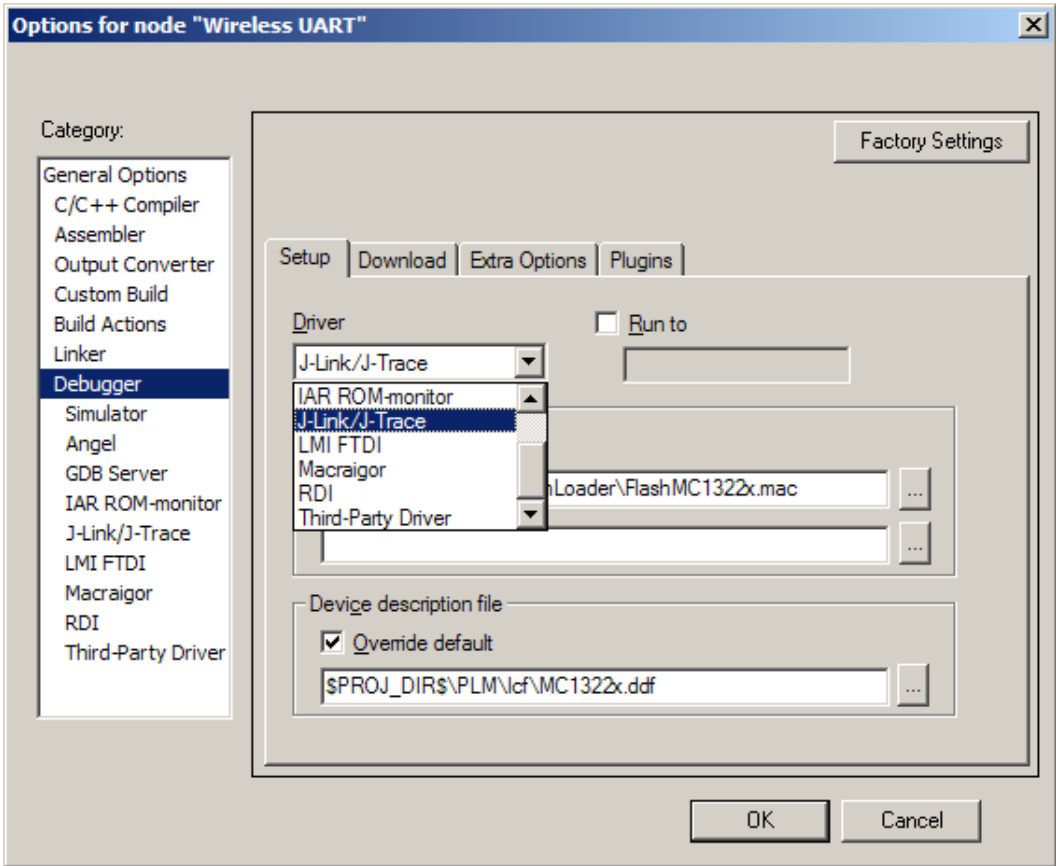 Options for node "Wireless UART"
Category:
Factory Settings
General Options
C/C++ Compiler
Assembler
Output Converter
Custom Build
Build Actions
Linker
Debugger
Simulator
Angel
GDB Server
IAR ROM-monitor
J-Link/J-Trace
LMI FTDI
Macraigor
RDI
Third-Party Driver
Setup
Download
Extra Options
Plugins
Driver
Run to
J-Link/J-Trace
IAR ROM-monitor
J-Link/J-Trace
LMI FTDI
Macraigor
RDI
Third-Party Driver
Loader\FlashMC1322x.mac
...
...
Device description file
Override default
$PROJ_DIR$\PLM\lcf\MC1322x.ddf
...
OK
Cancel